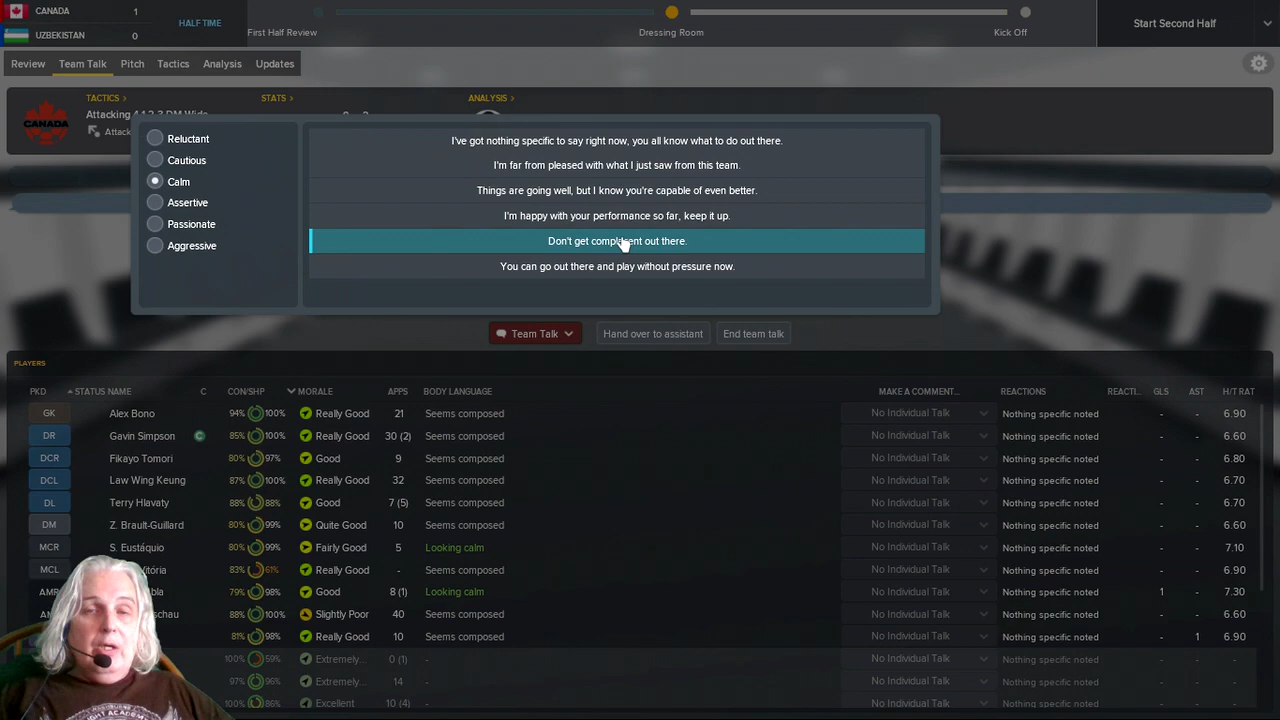 CANADA 1
UZBEKISTAN 0
HALF TIME
First Half Review
Dressing Room
Kick Off
Start Second Half
Review Team Talk Pitch Tactics Analysis Updates
CANADA
TACTICS > STATS > ANALYSIS >
Attacking 4-1-2-3 DM Wide
Attack
Reluctant
Cautious
Calm
Assertive
Passionate
Aggressive
I've got nothing specific to say right now, you all know what to do out there.
I'm far from pleased with what I just saw from this team.
Things are going well, but I know you're capable of even better.
I'm happy with your performance so far, keep it up.
Don't get complacent out there.
You can go out there and play without pressure now.
Team Talk Hand over to assistant End team talk
PLAYERS
PKD STATUS NAME C CON/SHP MORALE APPS BODY LANGUAGE MAKE A COMMENT... REACTIONS REACTI... GLS AST H/T RAT
GK Alex Bono 94% 100% Really Good 21 Seems composed No Individual Talk Nothing specific noted - - 6.90
DR Gavin Simpson C 85% 100% Really Good 30 (2) Seems composed No Individual Talk Nothing specific noted - - 6.60
DCR Fikayo Tomori 80% 97% Good 9 Seems composed No Individual Talk Nothing specific noted - - 6.80
DCL Law Wing Keung 87% 100% Really Good 32 Seems composed No Individual Talk Nothing specific noted - - 6.70
DL Terry Hlavaty 88% 88% Good 7 (5) Seems composed No Individual Talk Nothing specific noted - - 6.70
DM Z. Brault-Guillard 80% 99% Quite Good 10 Seems composed No Individual Talk Nothing specific noted - - 6.60
MCR S. Eustáquio 80% 99% Fairly Good 5 Looking calm No Individual Talk Nothing specific noted - - 7.10
MCL 83% 61% Really Good - Seems composed No Individual Talk Nothing specific noted - - 6.70
79% 98% Good 8 (1) Looking calm No Individual Talk Nothing specific noted 1 - 7.30
88% 100% Slightly Poor 40 Seems composed No Individual Talk Nothing specific noted - - 6.60
81% 98% Really Good 10 Seems composed No Individual Talk Nothing specific noted - 1 6.90
100% 59% Extremely... 0 (1) - No Individual Talk Nothing specific noted - - -
97% 96% Extremely... 14 - No Individual Talk Nothing specific noted - - -
100% 86% Excellent 10 (4) - No Individual Talk Nothing specific noted - - -